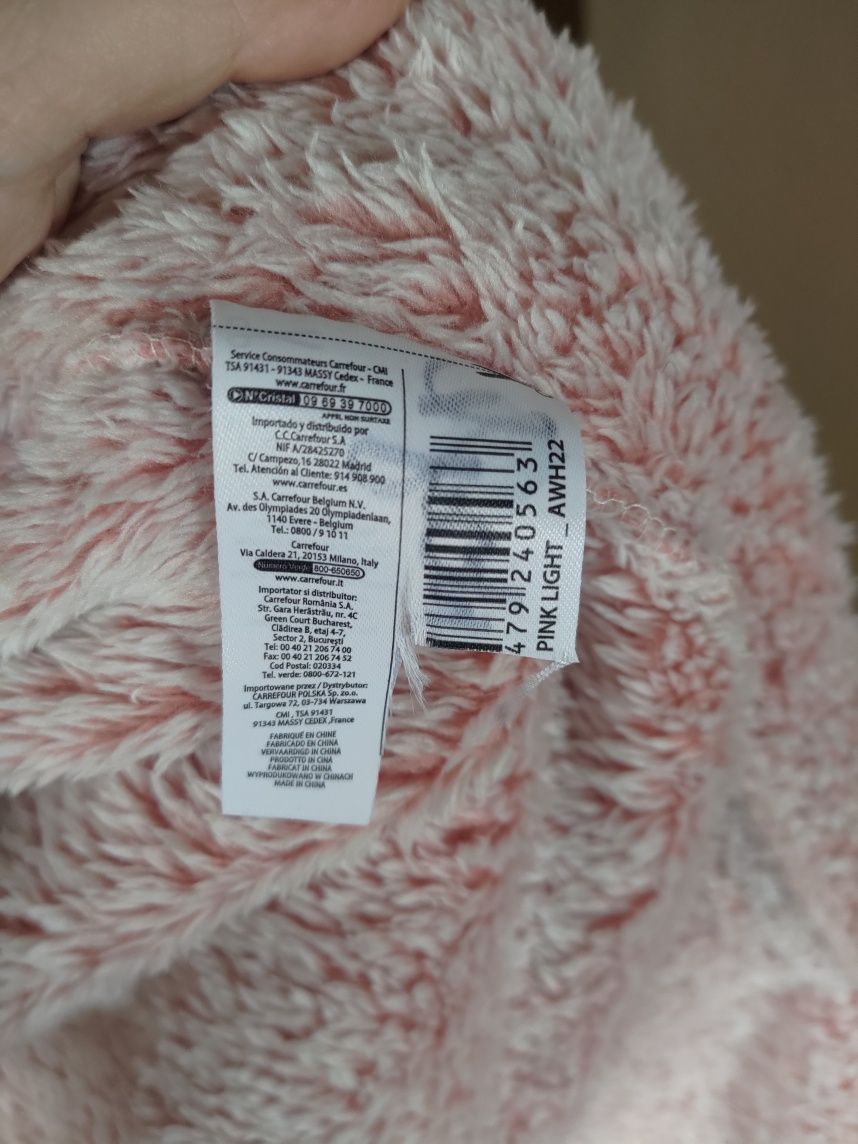 Service Consommateurs Carrefour - CMI
TSA 91431 - 91343 MASSY Cedex - France
www.carrefour.fr
N°Cristal 09 69 39 7000
APPEL NON SURTAXE
Importado y distribuido por
C.C.Carrefour S.A
NIF A/28425270
C/ Campezo,16 28022 Madrid
Tel. Atención al Cliente: 914 908 900
www.carrefour.es
S.A. Carrefour Belgium N.V.
Av. des Olympiades 20 Olympiadenlaan,
1140 Evere - Belgium
Tel.: 0800 / 9 10 11
Carrefour
Via Caldera 21, 20153 Milano, Italy
Numero Verde 800-650650
www.carrefour.it
Importator si distribuitor:
Carrefour România S.A.
Str. Gara Herăstrău, nr. 4C
Green Court Bucharest,
Clădirea B, etaj 4-7,
Sector 2, București
Tel: 00 40 21 206 74 00
Fax: 00 40 21 206 74 52
Cod Postal: 020334
Tel. verde: 0800-672-121
Importowane przez / Dystrybutor:
CARREFOUR POLSKA Sp. zo.o.
ul. Targowa 72, 03-734 Warszawa
CMI , TSA 91431
91343 MASSY CEDEX ,France
FABRIQUÉ EN CHINE
FABRICADO EN CHINA
VERVAARDIGD IN CHINA
PRODOTTO IN CINA
FABRICAT IN CHINA
WYPRODUKOWANO W CHINACH
MADE IN CHINA
479240563
PINK LIGHT _ AWH22